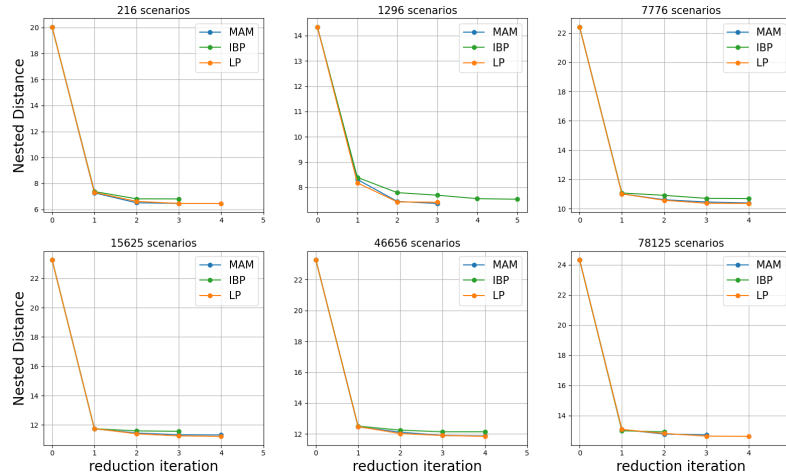 216 scenarios
1296 scenarios
7776 scenarios
Nested Distance
20
18
16
14
12
10
8
6
0 1 2 3 4 5
MAM
IBP
LP
14
13
12
11
10
9
8
0 1 2 3 4 5
MAM
IBP
LP
22
20
18
16
14
12
10
0 1 2 3 4
MAM
IBP
LP
15625 scenarios
46656 scenarios
78125 scenarios
Nested Distance
22
20
18
16
14
12
0 1 2 3 4 5
MAM
IBP
LP
reduction iteration
22
20
18
16
14
12
0 1 2 3 4 5
MAM
IBP
LP
reduction iteration
24
22
20
18
16
14
0 1 2 3 4
MAM
IBP
LP
reduction iteration